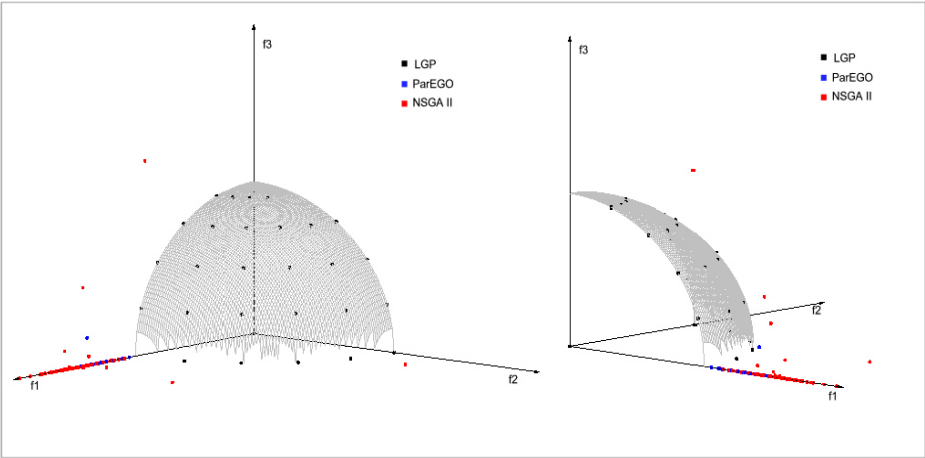 f3
LGP
ParEGO
NSGA II
f1
f2
f3
LGP
ParEGO
NSGA II
f2
f1